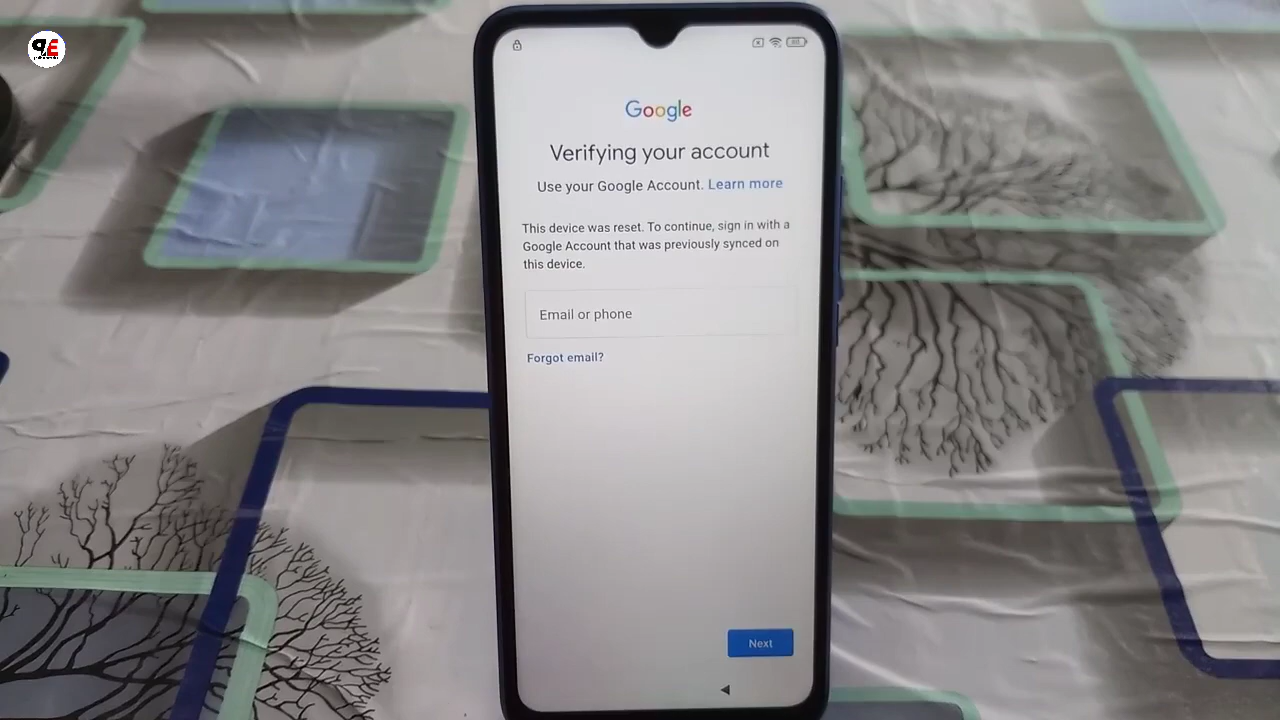 Google
Verifying your account
Use your Google Account. Learn more
This device was reset. To continue, sign in with a
Google Account that was previously synced on
this device.
Email or phone
Forgot email?
Next